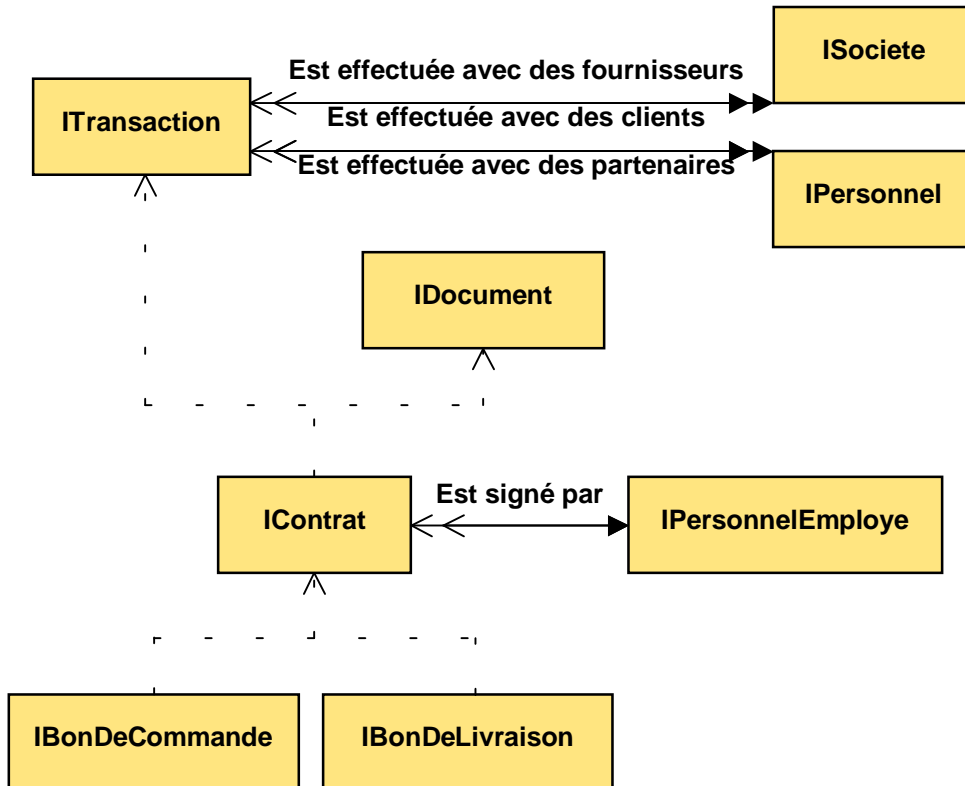 ISociete
Est effectuée avec des fournisseurs
ITransaction
Est effectuée avec des clients
Est effectuée avec des partenaires
IPersonnel
IDocument
Est signé par
IContrat
IPersonnelEmploye
IBonDeCommande
IBonDeLivraison